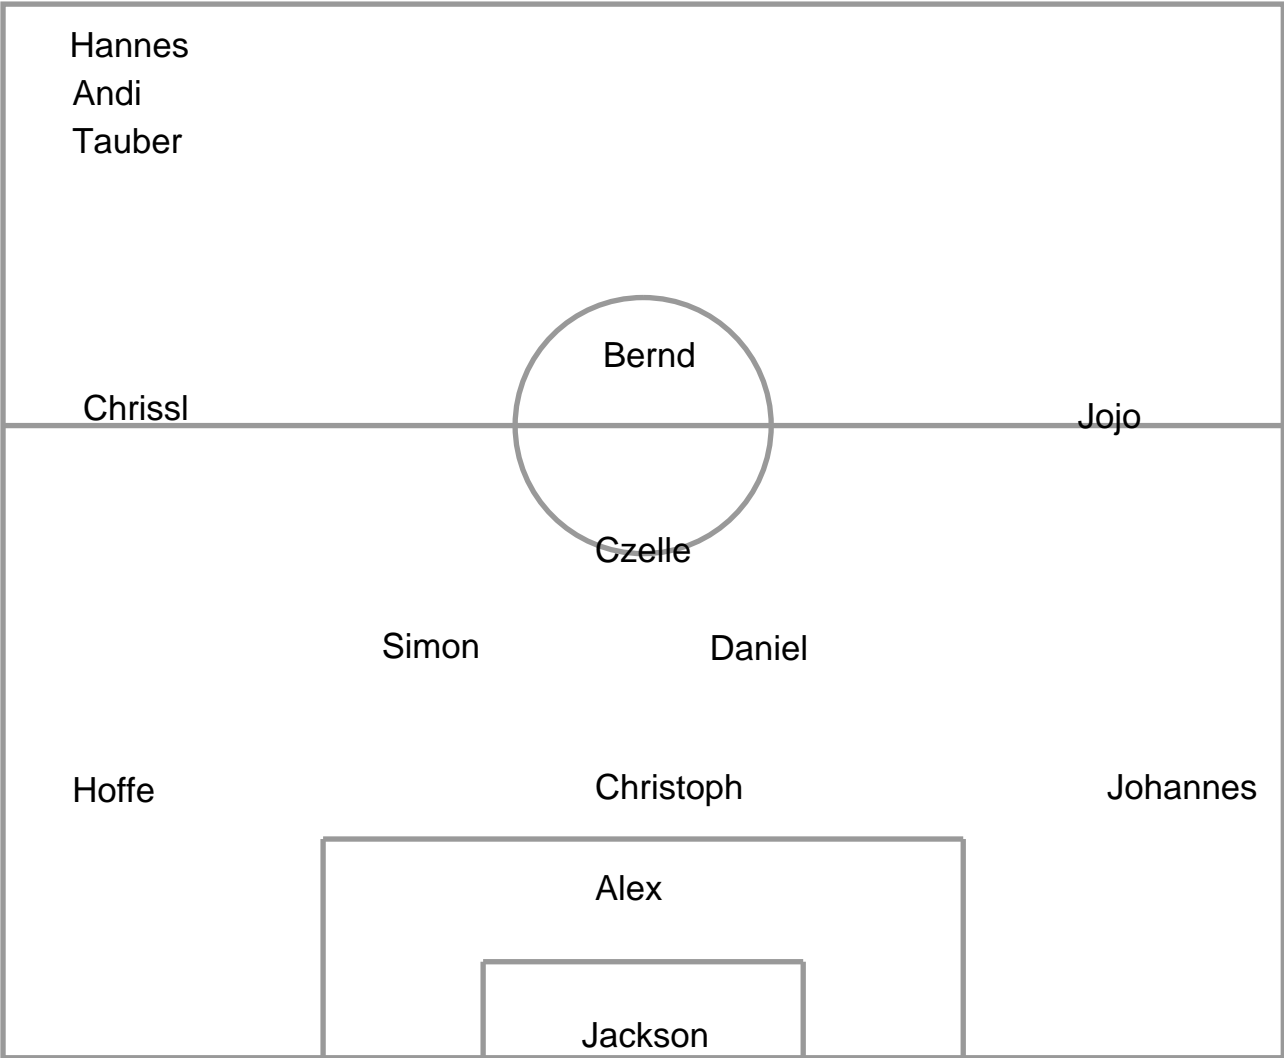 Hannes
Andi
Tauber
Bernd
Chrissl
Jojo
Czelle
Simon
Daniel
Hoffe
Christoph
Johannes
Alex
Jackson